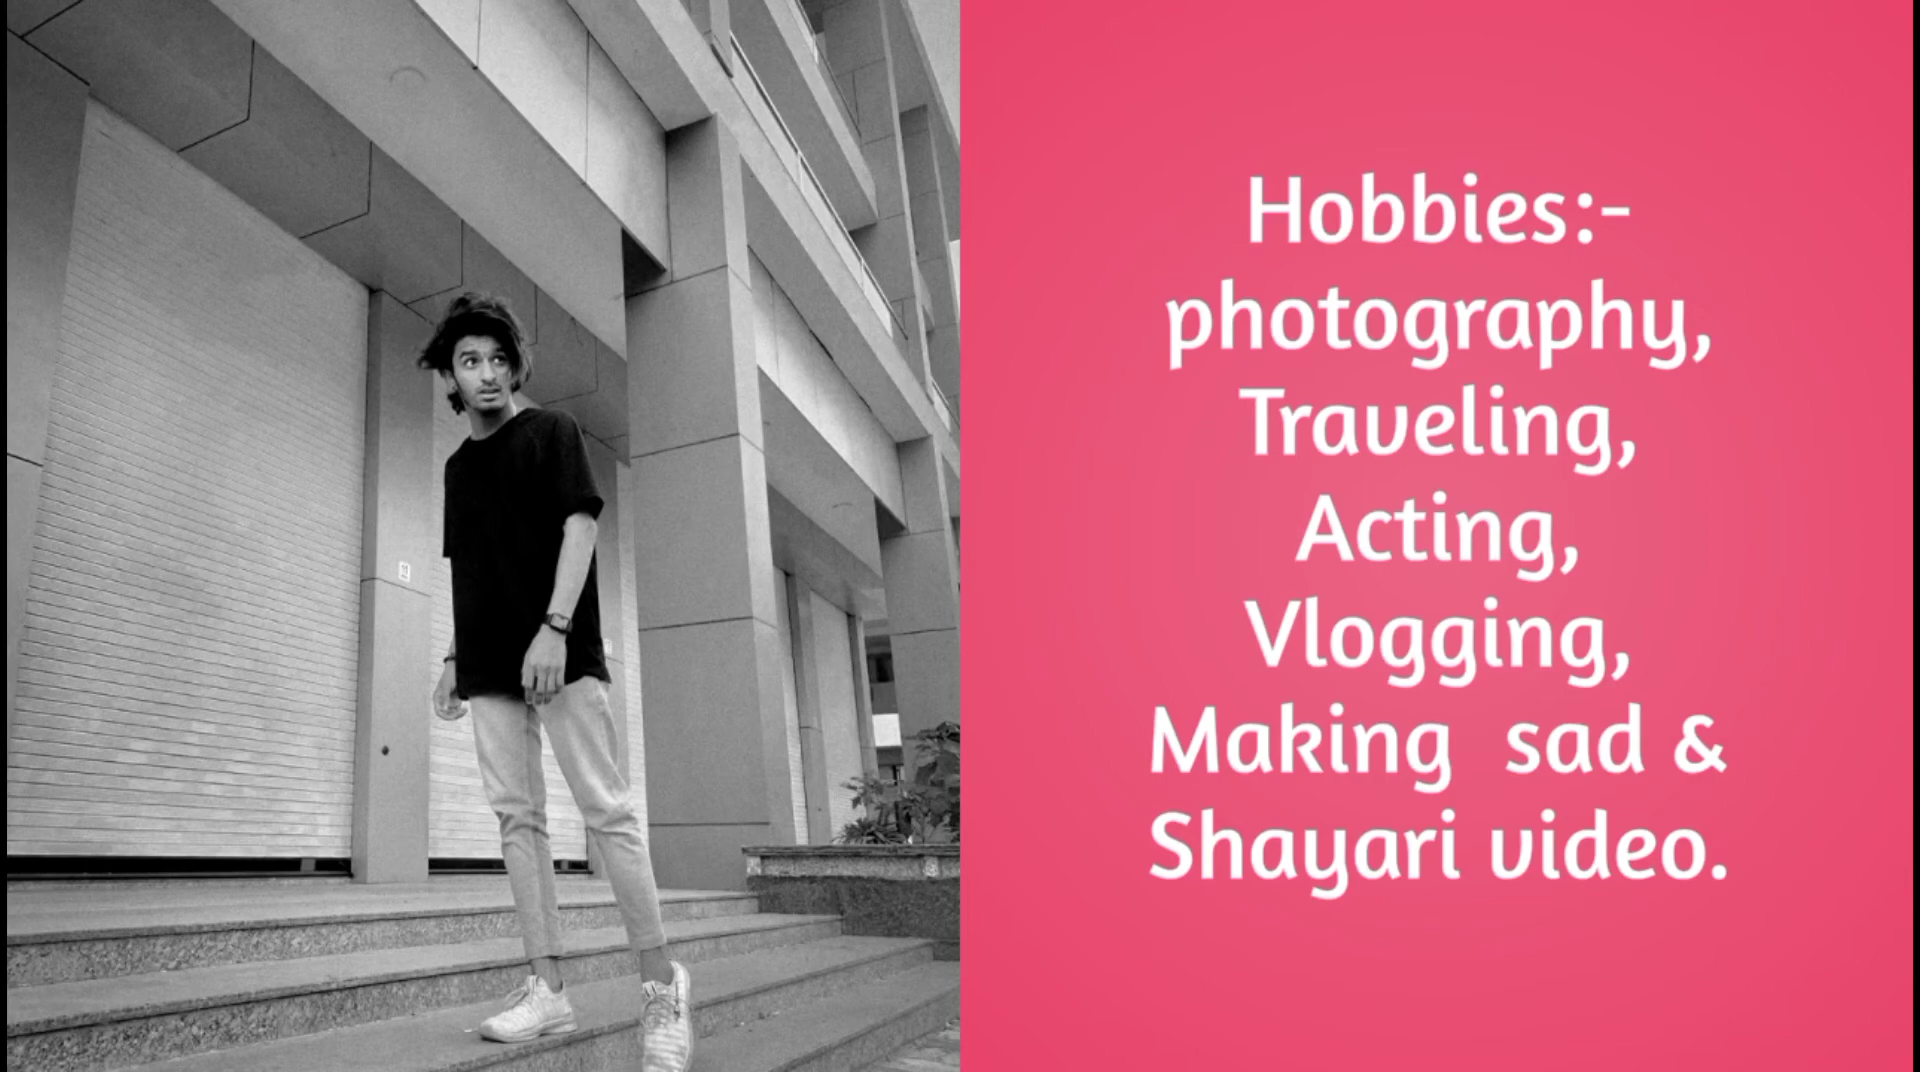 Hobbies:-
photography,
Traveling,
Acting,
Vlogging,
Making  sad &
Shayari video.